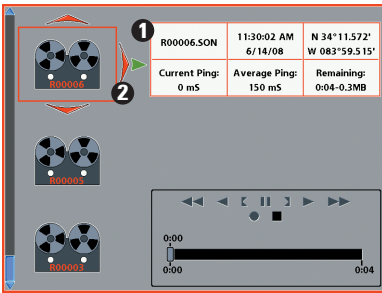 1
R00006.SON
11:30:02 AM
6/14/08
N 34°11.572'
W 083°59.515'
Current Ping:
0 mS
Average Ping:
150 mS
Remaining:
0:04-0.3MB
R00006
2
R00005
R00003
0:00
0:00
0:04